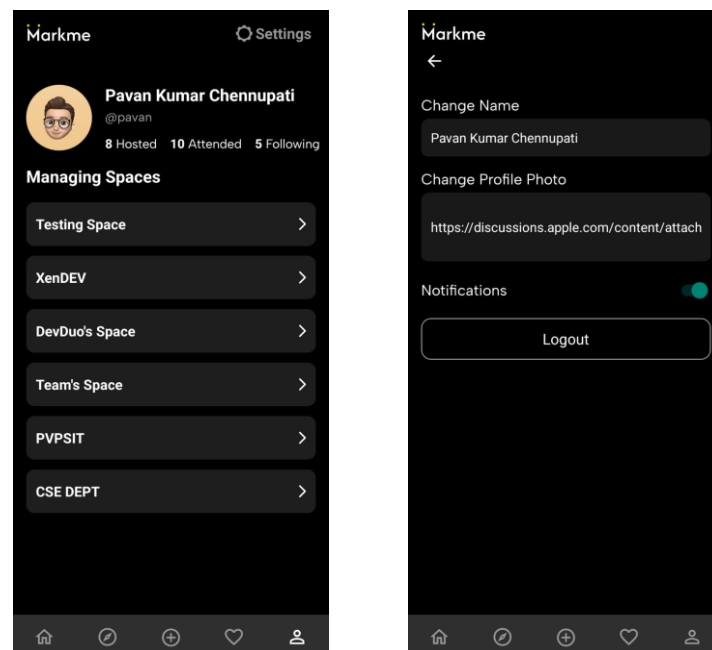 Markme
Settings
Pavan Kumar Chennupati
@pavan
8 Hosted 10 Attended 5 Following
Managing Spaces
Testing Space
XenDEV
DevDuo's Space
Team's Space
PVPSIT
CSE DEPT
Markme
Change Name
Pavan Kumar Chennupati
Change Profile Photo
https://discussions.apple.com/content/attach
Notifications
Logout